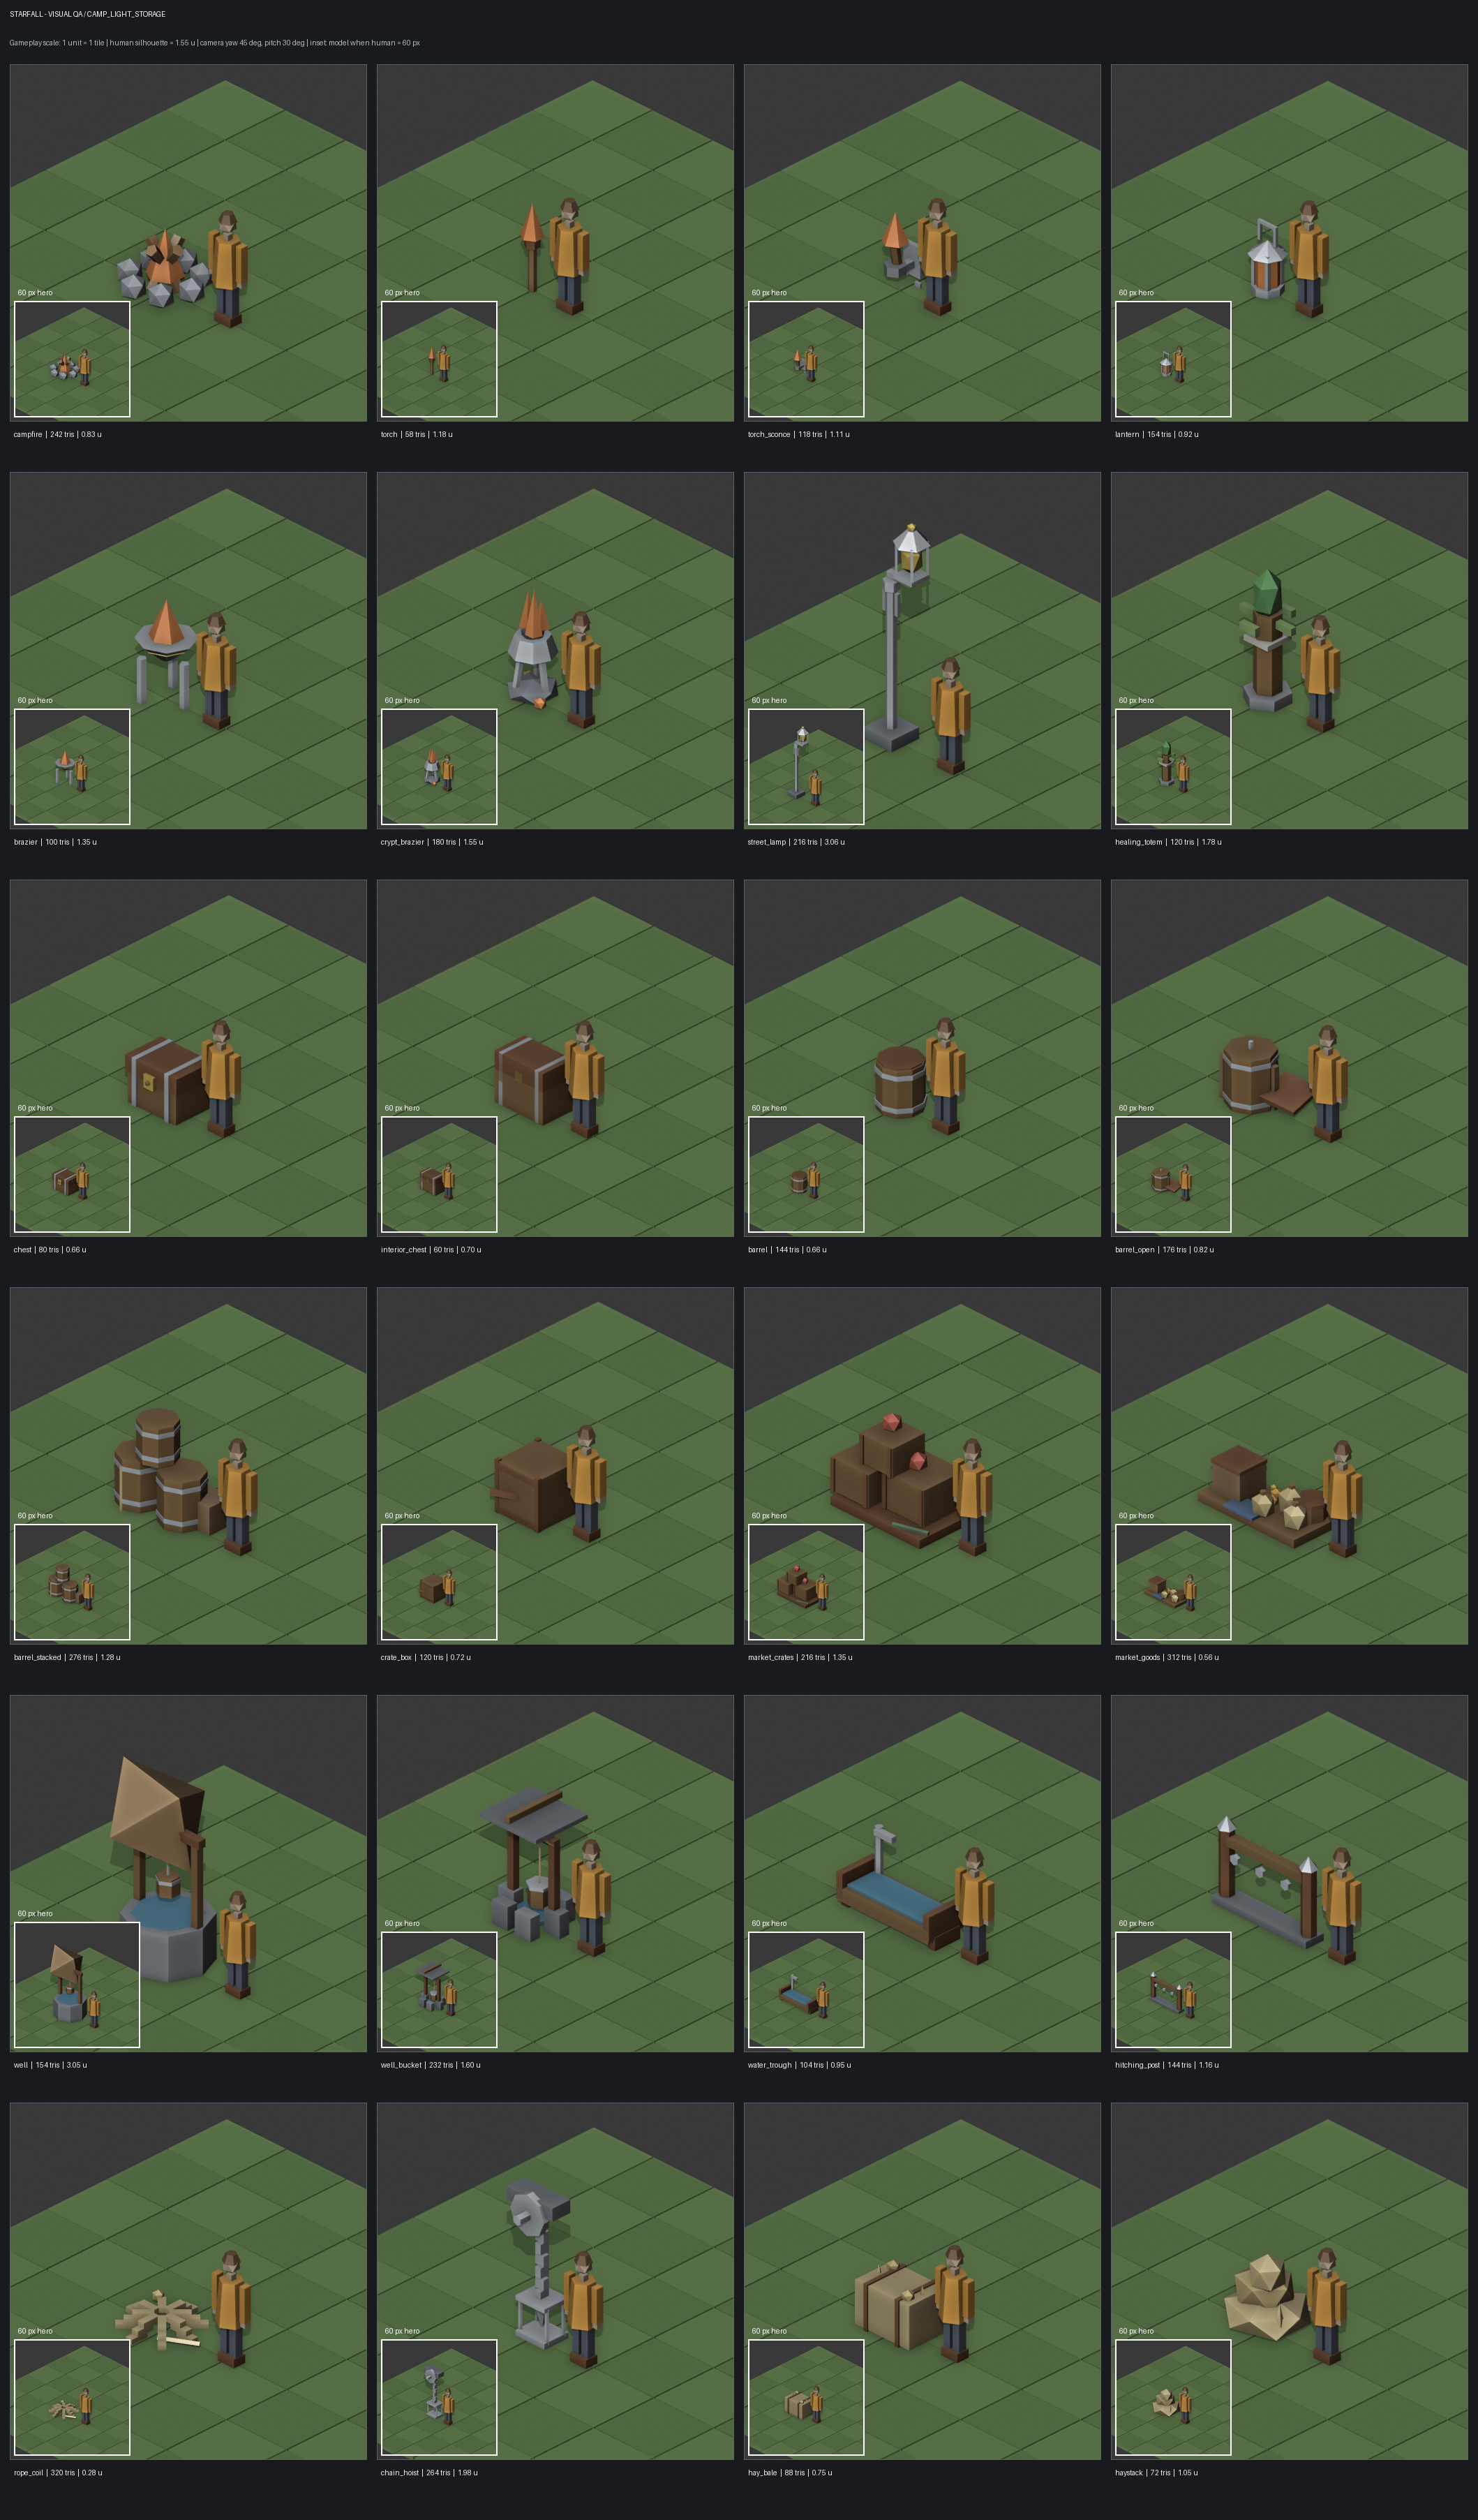 STARFALL - VISUAL QA / CAMP_LIGHT_STORAGE
Gameplay scale: 1 unit = 1 tile | human silhouette = 1.55 u | camera yaw 45 deg, pitch 30 deg | inset: model when human = 60 px
60 px hero
60 px hero
60 px hero
60 px hero
campfire | 242 tris | 0.83 u
torch | 58 tris | 1.18 u
torch_sconce | 118 tris | 1.11 u
lantern | 154 tris | 0.92 u
60 px hero
60 px hero
60 px hero
60 px hero
brazier | 100 tris | 1.35 u
crypt_brazier | 180 tris | 1.55 u
street_lamp | 216 tris | 3.06 u
healing_totem | 120 tris | 1.78 u
60 px hero
60 px hero
60 px hero
60 px hero
chest | 80 tris | 0.66 u
interior_chest | 60 tris | 0.70 u
barrel | 144 tris | 0.66 u
barrel_open | 176 tris | 0.82 u
60 px hero
60 px hero
60 px hero
60 px hero
barrel_stacked | 276 tris | 1.28 u
crate_box | 120 tris | 0.72 u
market_crates | 216 tris | 1.35 u
market_goods | 312 tris | 0.56 u
60 px hero
60 px hero
60 px hero
60 px hero
well | 154 tris | 3.05 u
well_bucket | 232 tris | 1.60 u
water_trough | 104 tris | 0.95 u
hitching_post | 144 tris | 1.16 u
60 px hero
60 px hero
60 px hero
60 px hero
rope_coil | 320 tris | 0.28 u
chain_hoist | 264 tris | 1.98 u
hay_bale | 88 tris | 0.75 u
haystack | 72 tris | 1.05 u